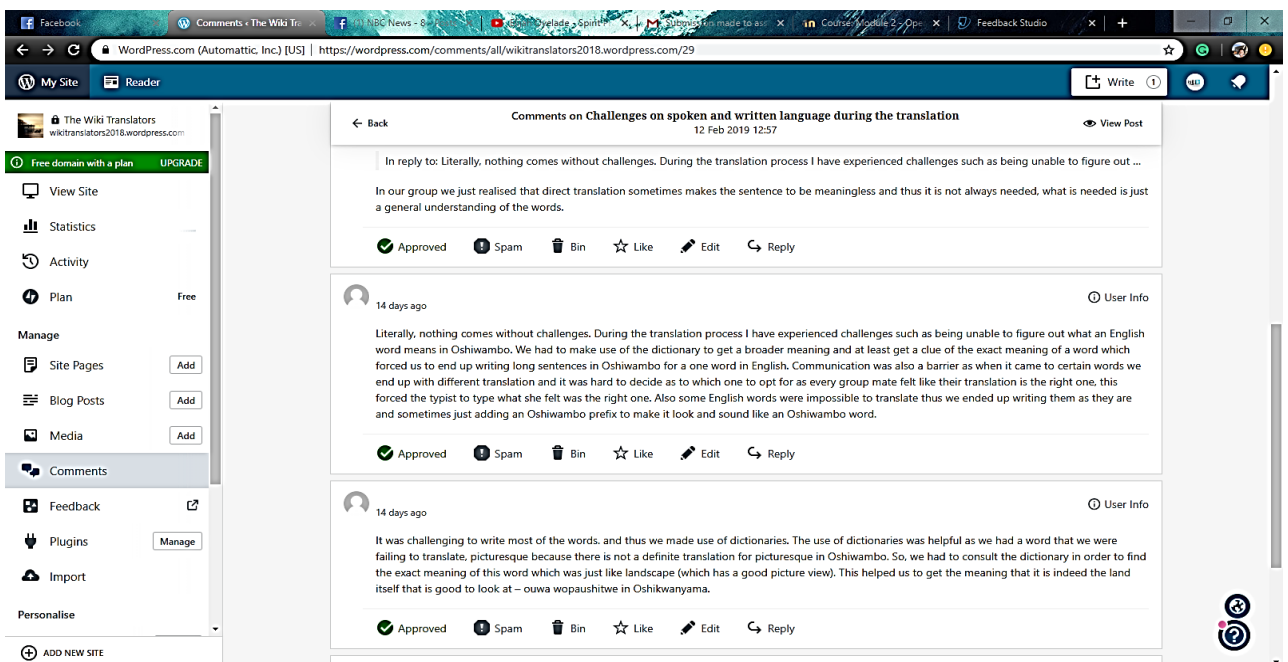 Facebook
Comments ‹ The Wiki Tra
(1) NBC News - 8
Submission made to ass
Course: Module 2 - Ope
Feedback Studio
WordPress.com (Automattic, Inc.) [US] | https://wordpress.com/comments/all/wikitranslators2018.wordpress.com/29
My Site
Reader
Write 1
The Wiki Translators
wikitranslators2018.wordpress.com
Free domain with a plan UPGRADE
View Site
Statistics
Activity
Plan Free
Manage
Site Pages Add
Blog Posts Add
Media Add
Comments
Feedback
Plugins Manage
Import
Personalise
ADD NEW SITE
Back
Comments on Challenges on spoken and written language during the translation
12 Feb 2019 12:57
View Post
In reply to: Literally, nothing comes without challenges. During the translation process I have experienced challenges such as being unable to figure out ...
In our group we just realised that direct translation sometimes makes the sentence to be meaningless and thus it is not always needed, what is needed is just
a general understanding of the words.
Approved Spam Bin Like Edit Reply
14 days ago
User Info
Literally, nothing comes without challenges. During the translation process I have experienced challenges such as being unable to figure out what an English
word means in Oshiwambo. We had to make use of the dictionary to get a broader meaning and at least get a clue of the exact meaning of a word which
forced us to end up writing long sentences in Oshiwambo for a one word in English. Communication was also a barrier as when it came to certain words we
end up with different translation and it was hard to decide as to which one to opt for as every group mate felt like their translation is the right one, this
forced the typist to type what she felt was the right one. Also some English words were impossible to translate thus we ended up writing them as they are
and sometimes just adding an Oshiwambo prefix to make it look and sound like an Oshiwambo word.
Approved Spam Bin Like Edit Reply
14 days ago
User Info
It was challenging to write most of the words. and thus we made use of dictionaries. The use of dictionaries was helpful as we had a word that we were
failing to translate, picturesque because there is not a definite translation for picturesque in Oshiwambo. So, we had to consult the dictionary in order to find
the exact meaning of this word which was just like landscape (which has a good picture view). This helped us to get the meaning that it is indeed the land
itself that is good to look at – ouwa wopaushitwe in Oshikwanyama.
Approved Spam Bin Like Edit Reply